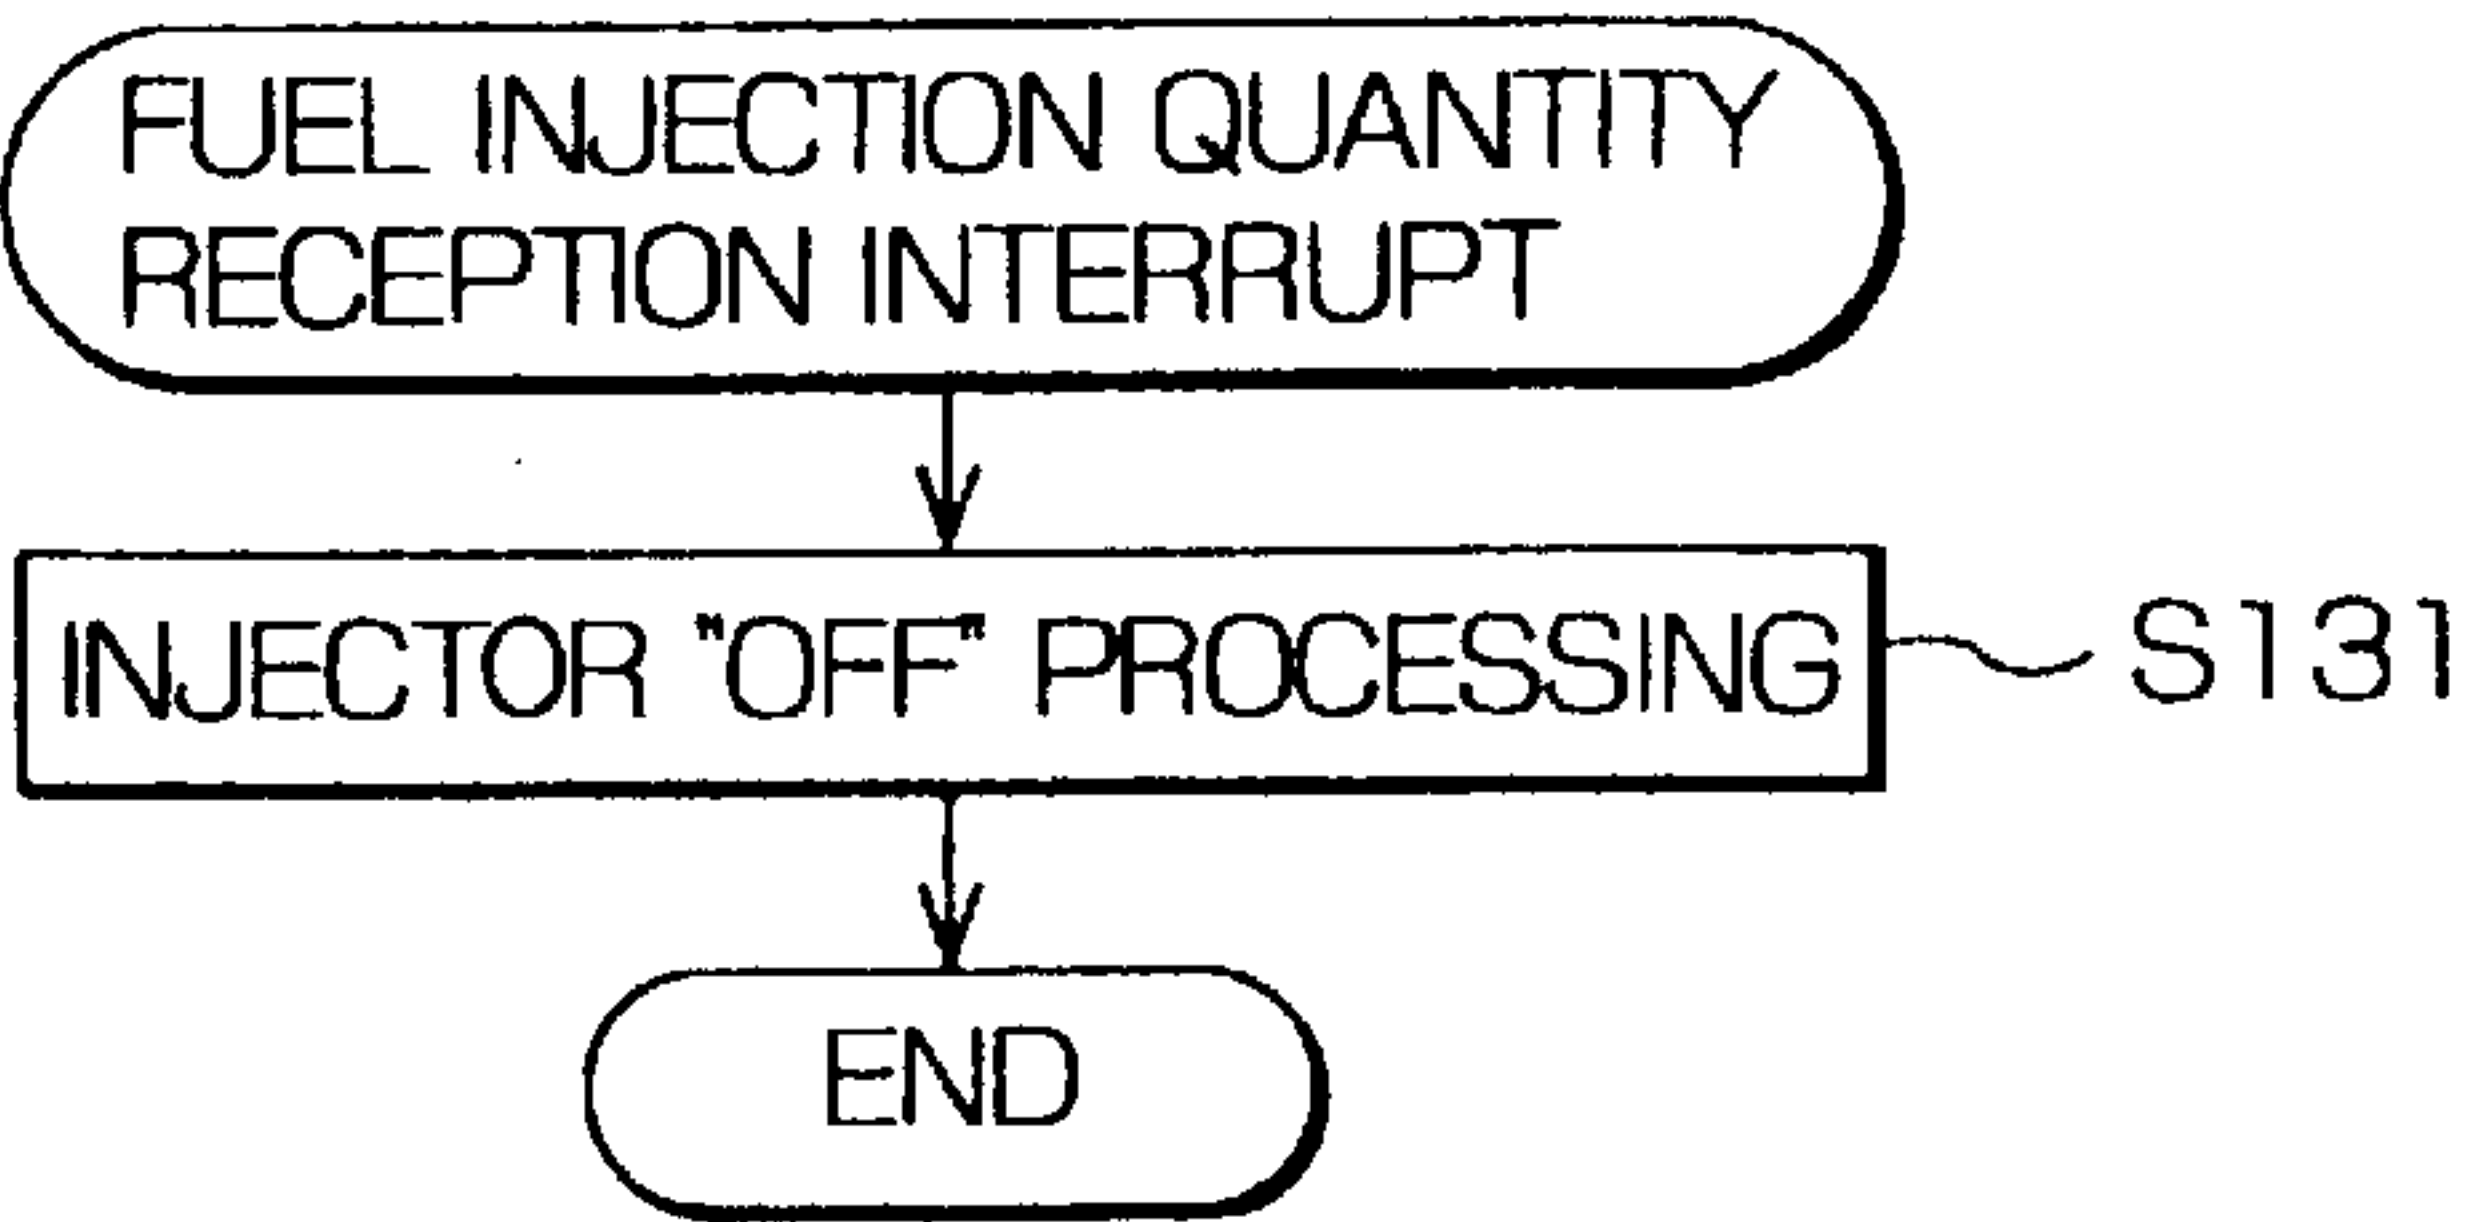 FUEL INJECTION QUANTITY
RECEPTION INTERRUPT
INJECTOR "OFF" PROCESSING
S131
END